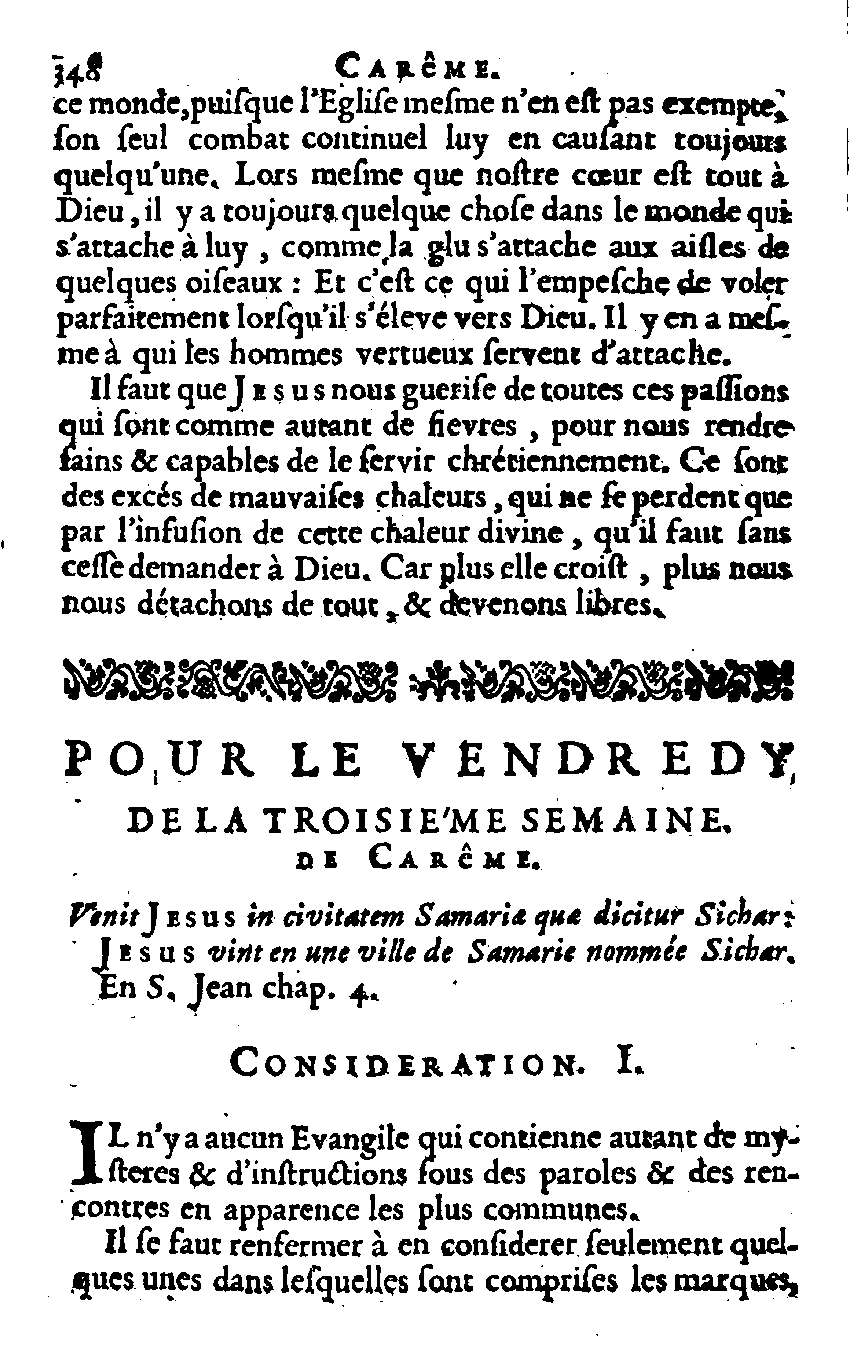 348 CARÊME.
ce monde, puiſque l'Egliſe meſme n'en eſt pas exempte,
ſon ſeul combat continuel luy en cauſant toujours
quelqu'une. Lors meſme que noſtre cœur eſt tout à
Dieu, il y a toujours quelque choſe dans le monde qui
s'attache à luy, comme la glu s'attache aux aiſles de
quelques oiſeaux : Et c'eſt ce qui l'empeſche de voler
parfaitement lorſqu'il s'éleve vers Dieu. Il y en a meſ-
me à qui les hommes vertueux ſervent d'attache.
Il faut que JESUS nous gueriſe de toutes ces paſſions
qui ſont comme autant de fievres, pour nous rendre
ſains & capables de le ſervir chrétiennement. Ce ſont
des excés de mauvaiſes chaleurs, qui ne ſe perdent que
par l'infuſion de cette chaleur divine, qu'il faut ſans
ceſſe demander à Dieu. Car plus elle croiſt, plus nous
nous détachons de tout, & devenons libres.
POUR LE VENDREDY
DE LA TROISIE'ME SEMAINE.
DE CARÊME.
Venit JESUS in civitatem Samariæ quæ dicitur Sichar :
JESUS vint en une ville de Samarie nommée Sichar.
En S. Jean chap. 4.
CONSIDERATION. I.
IL n'y a aucun Evangile qui contienne autant de my-
ſteres & d'inſtructions ſous des paroles & des ren-
contres en apparence les plus communes.
Il ſe faut renfermer à en conſiderer ſeulement quel-
ques unes dans leſquelles ſont compriſes les marques,